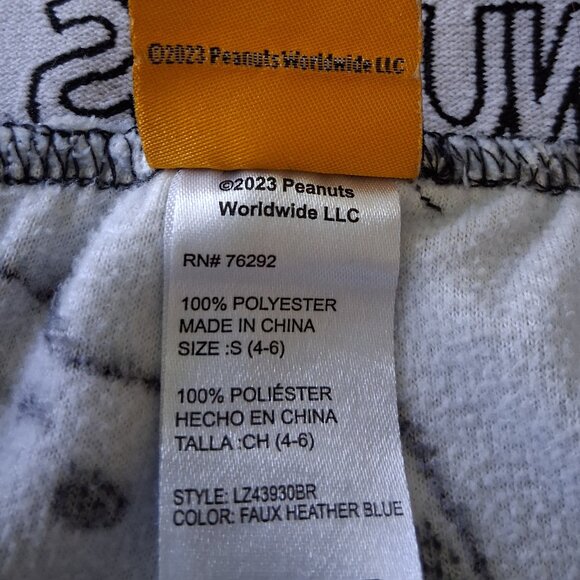 ©2023 Peanuts Worldwide LLC
©2023 Peanuts
Worldwide LLC
RN# 76292
100% POLYESTER
MADE IN CHINA
SIZE :S (4-6)
100% POLIÉSTER
HECHO EN CHINA
TALLA :CH (4-6)
STYLE: LZ43930BR
COLOR: FAUX HEATHER BLUE